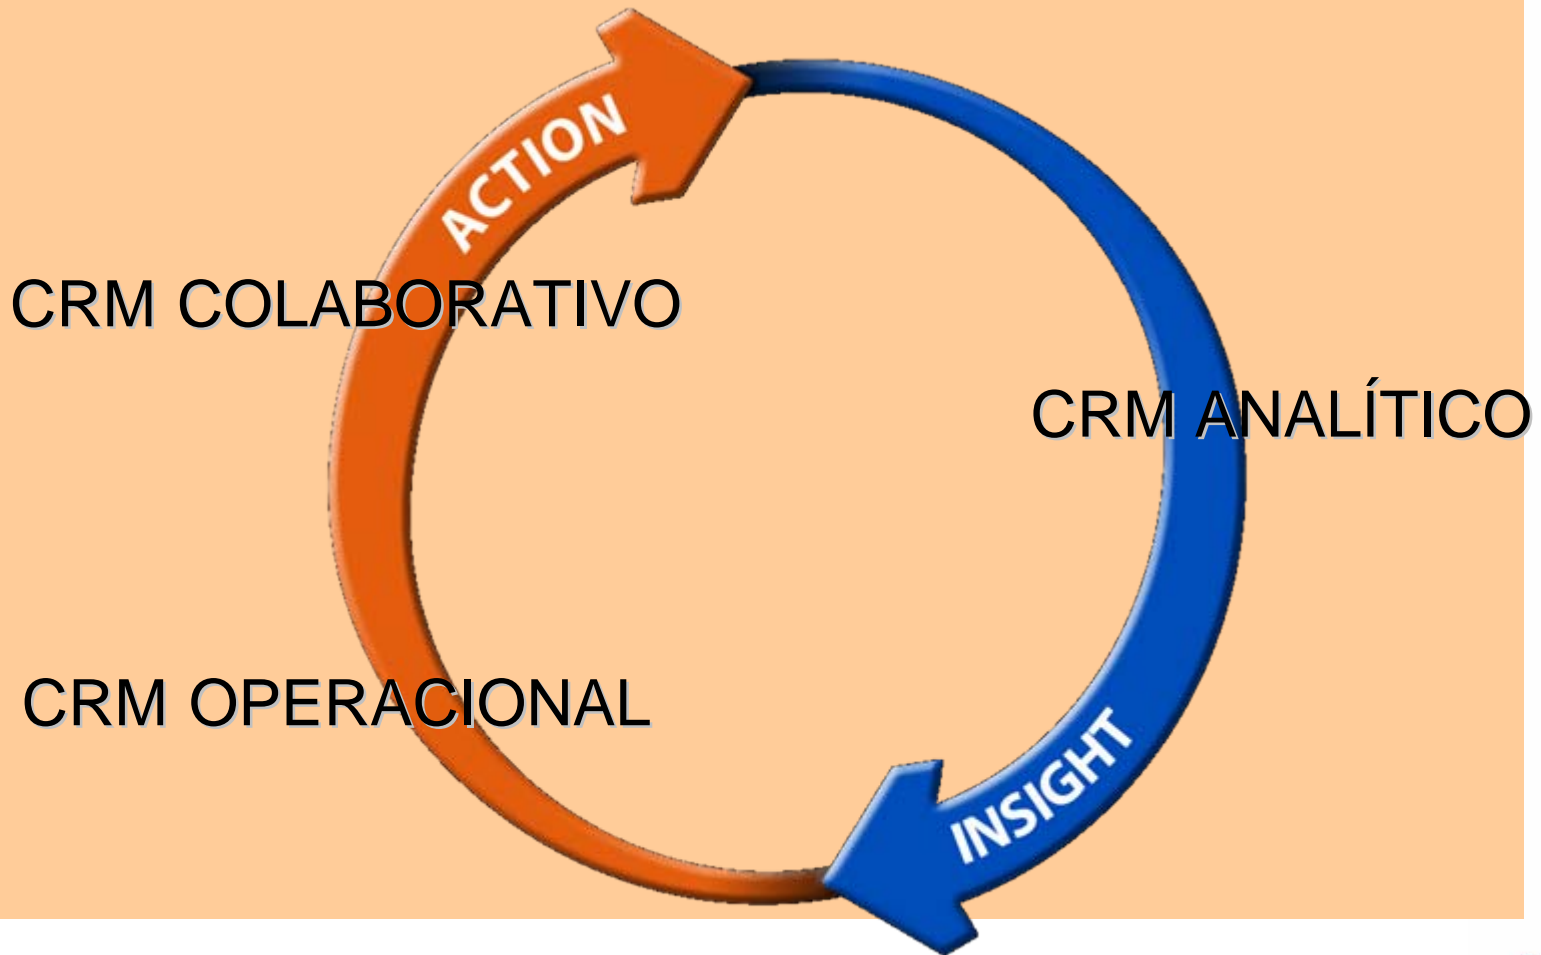 ACTION
CRM COLABORATIVO
CRM ANALÍTICO
CRM OPERACIONAL
INSIGHT